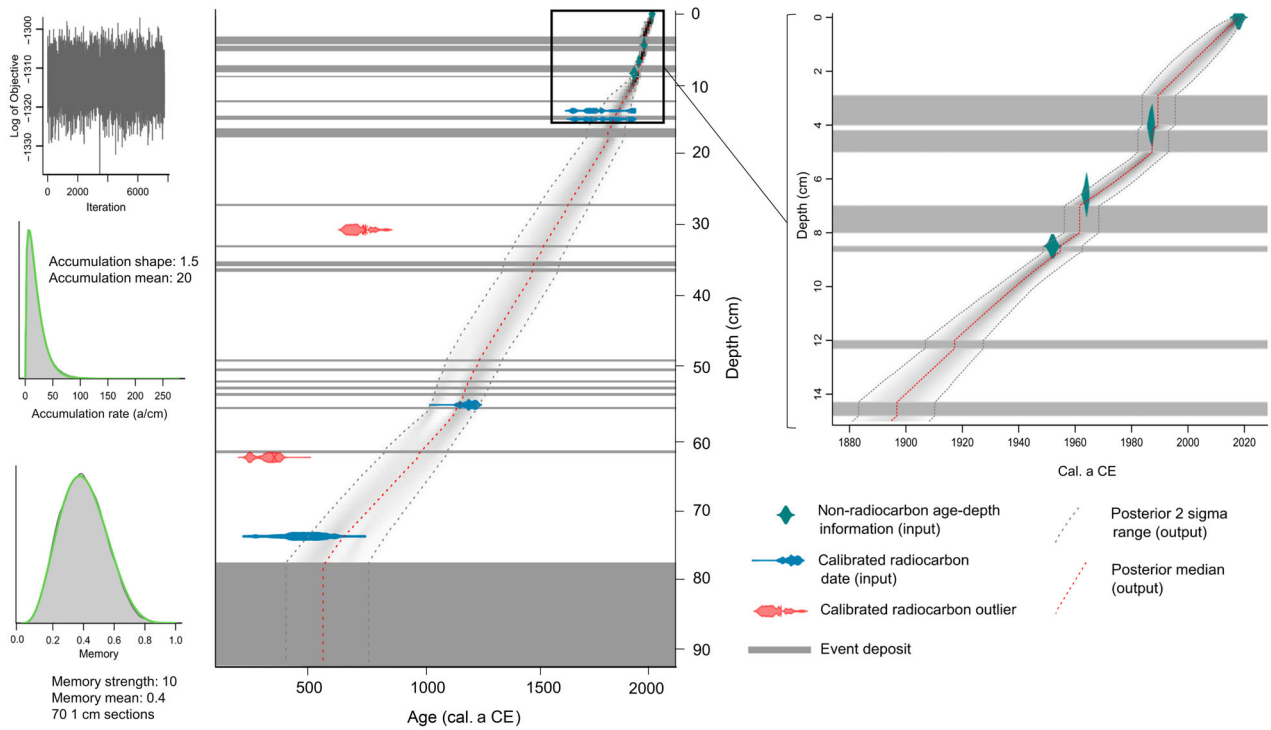 -1300
-1310
-1320
-1330
Log of Objective
0 2000 6000
Iteration
Accumulation shape: 1.5
Accumulation mean: 20
0 50 100 150 200 250
Accumulation rate (a/cm)
0.0 0.2 0.4 0.6 0.8 1.0
Memory
Memory strength: 10
Memory mean: 0.4
70 1 cm sections
0
10
20
30
40
50
60
70
80
90
Depth (cm)
500 1000 1500 2000
Age (cal. a CE)
0
2
4
6
8
10
12
14
Depth (cm)
1880 1900 1920 1940 1960 1980 2000 2020
Cal. a CE
Non-radiocarbon age-depth
information (input)
Calibrated radiocarbon
date (input)
Calibrated radiocarbon outlier
Event deposit
Posterior 2 sigma
range (output)
Posterior median
(output)